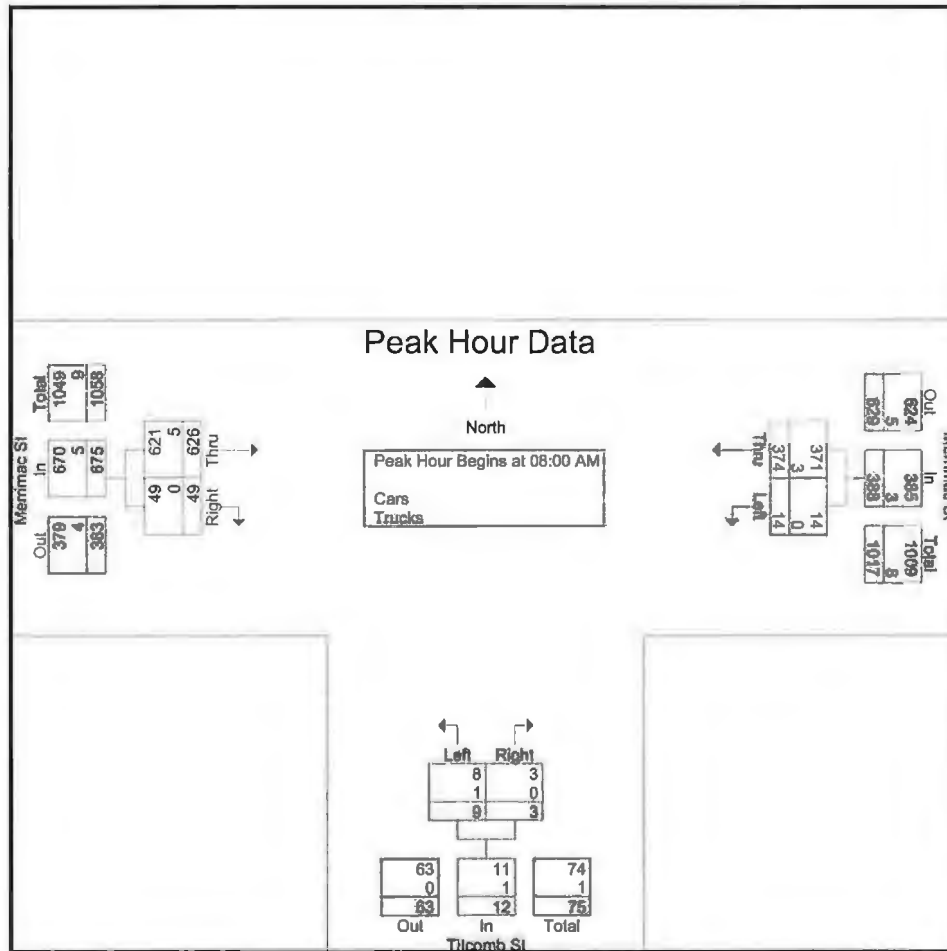 Peak Hour Data
North
Peak Hour Begins at 08:00 AM
Cars
Trucks
Merrimac St
Total
1049
9
1058
In
670
5
675
Out
379
4
383
621
5
626
Thru
49
0
49
Right
Out
624
5
629
In
385
3
388
Total
1009
8
1017
371
3
374
Thru
14
0
14
Left
Left Right
8 3
1 0
9 3
63 11 74
0 1 1
63 12 75
Out In Total
Titcomb St